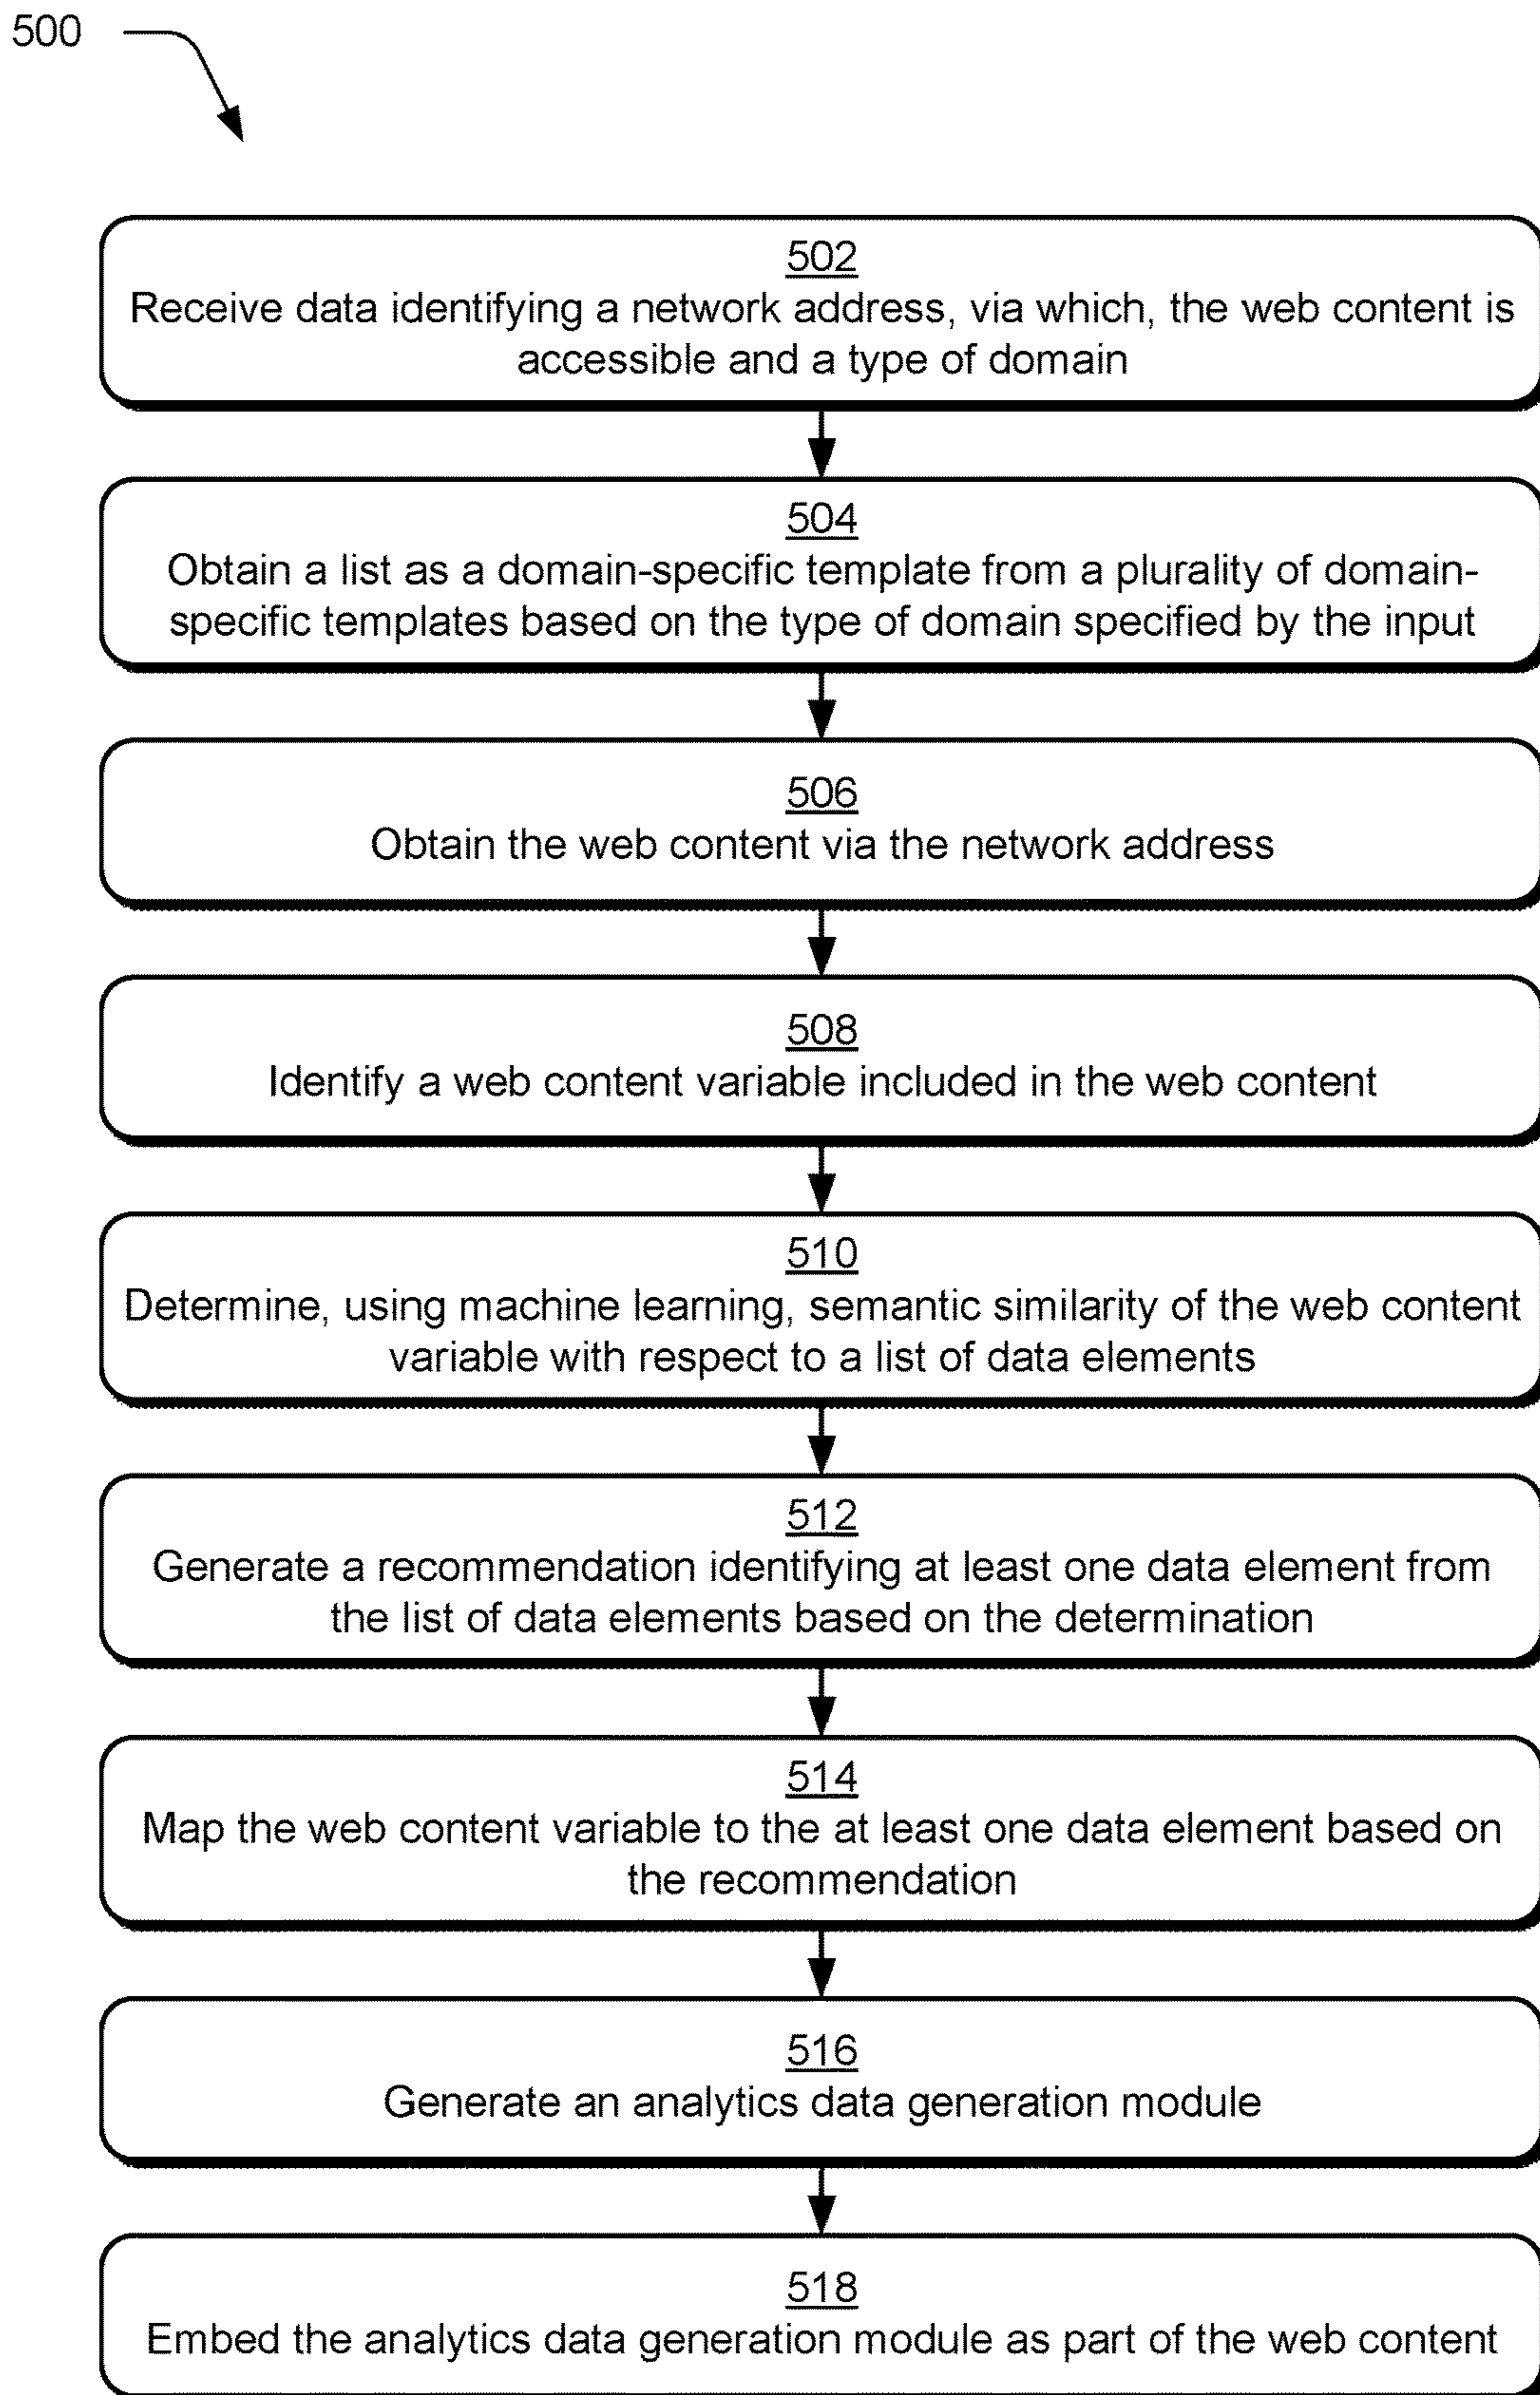 500
502
Receive data identifying a network address, via which, the web content is
accessible and a type of domain
504
Obtain a list as a domain-specific template from a plurality of domain-
specific templates based on the type of domain specified by the input
506
Obtain the web content via the network address
508
Identify a web content variable included in the web content
510
Determine, using machine learning, semantic similarity of the web content
variable with respect to a list of data elements
512
Generate a recommendation identifying at least one data element from
the list of data elements based on the determination
514
Map the web content variable to the at least one data element based on
the recommendation
516
Generate an analytics data generation module
518
Embed the analytics data generation module as part of the web content